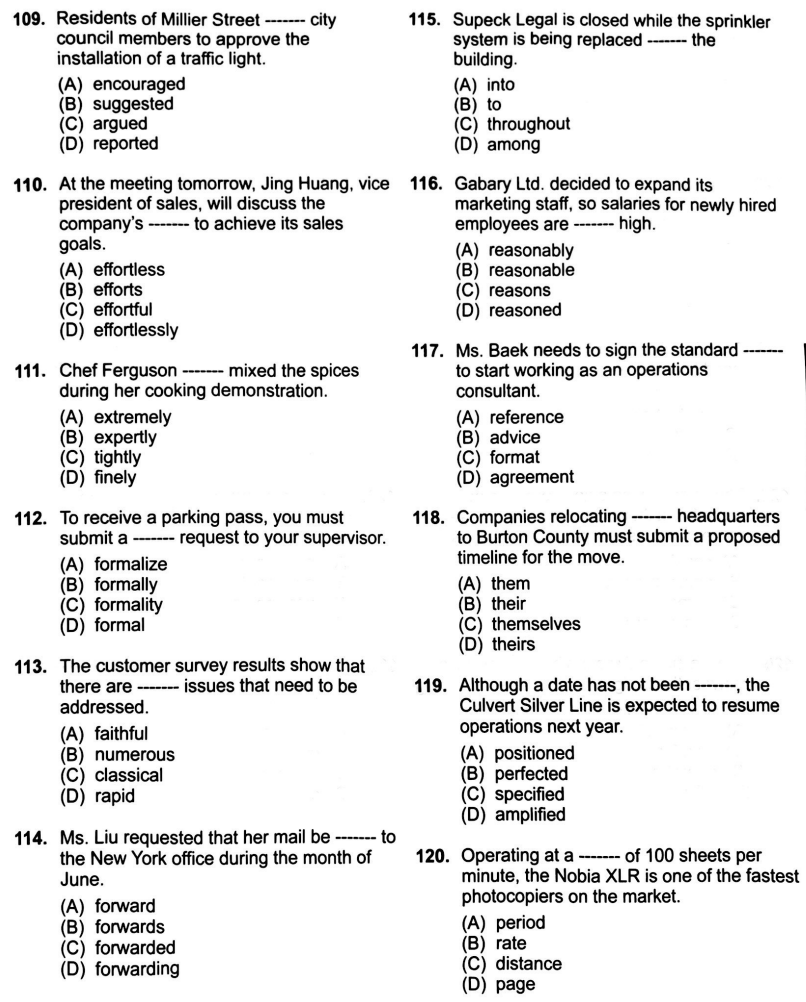 109. Residents of Millier Street ------- city
council members to approve the
installation of a traffic light.
(A) encouraged
(B) suggested
(C) argued
(D) reported
110. At the meeting tomorrow, Jing Huang, vice
president of sales, will discuss the
company's ------- to achieve its sales
goals.
(A) effortless
(B) efforts
(C) effortful
(D) effortlessly
111. Chef Ferguson ------- mixed the spices
during her cooking demonstration.
(A) extremely
(B) expertly
(C) tightly
(D) finely
112. To receive a parking pass, you must
submit a ------- request to your supervisor.
(A) formalize
(B) formally
(C) formality
(D) formal
113. The customer survey results show that
there are ------- issues that need to be
addressed.
(A) faithful
(B) numerous
(C) classical
(D) rapid
114. Ms. Liu requested that her mail be ------- to
the New York office during the month of
June.
(A) forward
(B) forwards
(C) forwarded
(D) forwarding
115. Supeck Legal is closed while the sprinkler
system is being replaced ------- the
building.
(A) into
(B) to
(C) throughout
(D) among
116. Gabary Ltd. decided to expand its
marketing staff, so salaries for newly hired
employees are ------- high.
(A) reasonably
(B) reasonable
(C) reasons
(D) reasoned
117. Ms. Baek needs to sign the standard -------
to start working as an operations
consultant.
(A) reference
(B) advice
(C) format
(D) agreement
118. Companies relocating ------- headquarters
to Burton County must submit a proposed
timeline for the move.
(A) them
(B) their
(C) themselves
(D) theirs
119. Although a date has not been -------, the
Culvert Silver Line is expected to resume
operations next year.
(A) positioned
(B) perfected
(C) specified
(D) amplified
120. Operating at a ------- of 100 sheets per
minute, the Nobia XLR is one of the fastest
photocopiers on the market.
(A) period
(B) rate
(C) distance
(D) page